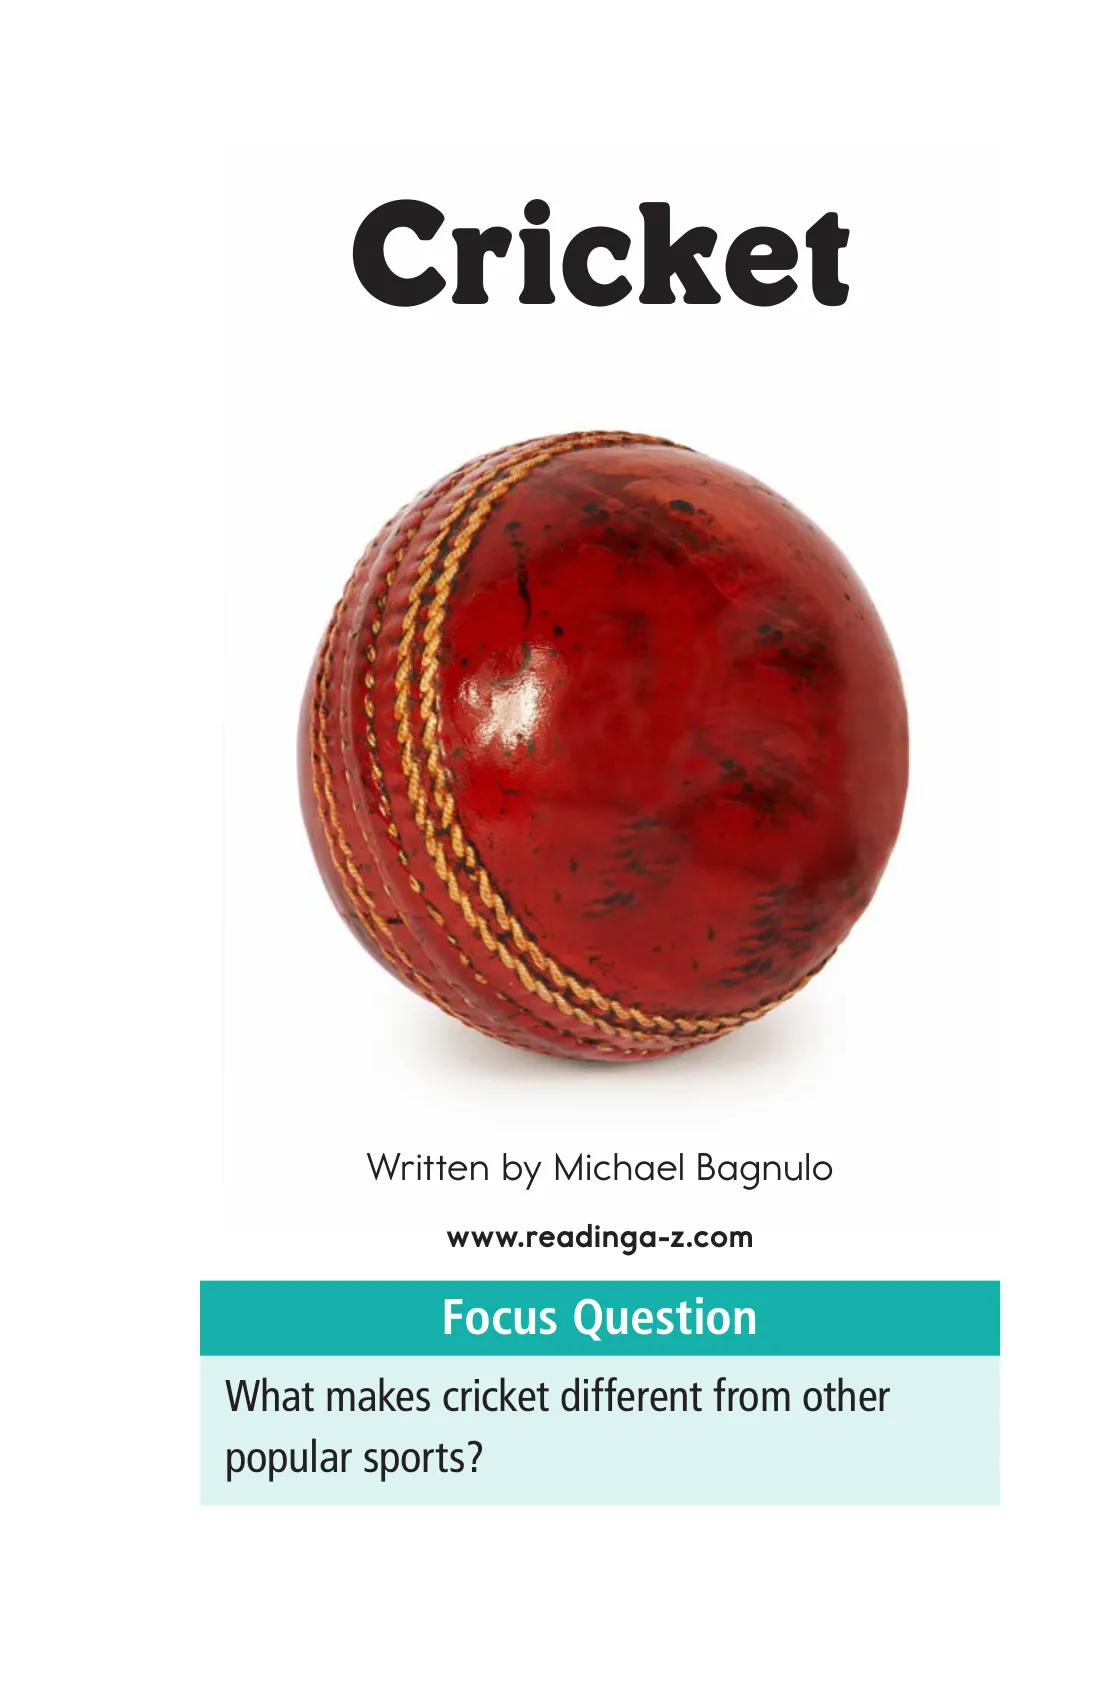 Cricket
Written by Michael Bagnulo
www.readinga-z.com
Focus Question
What makes cricket different from other
popular sports?